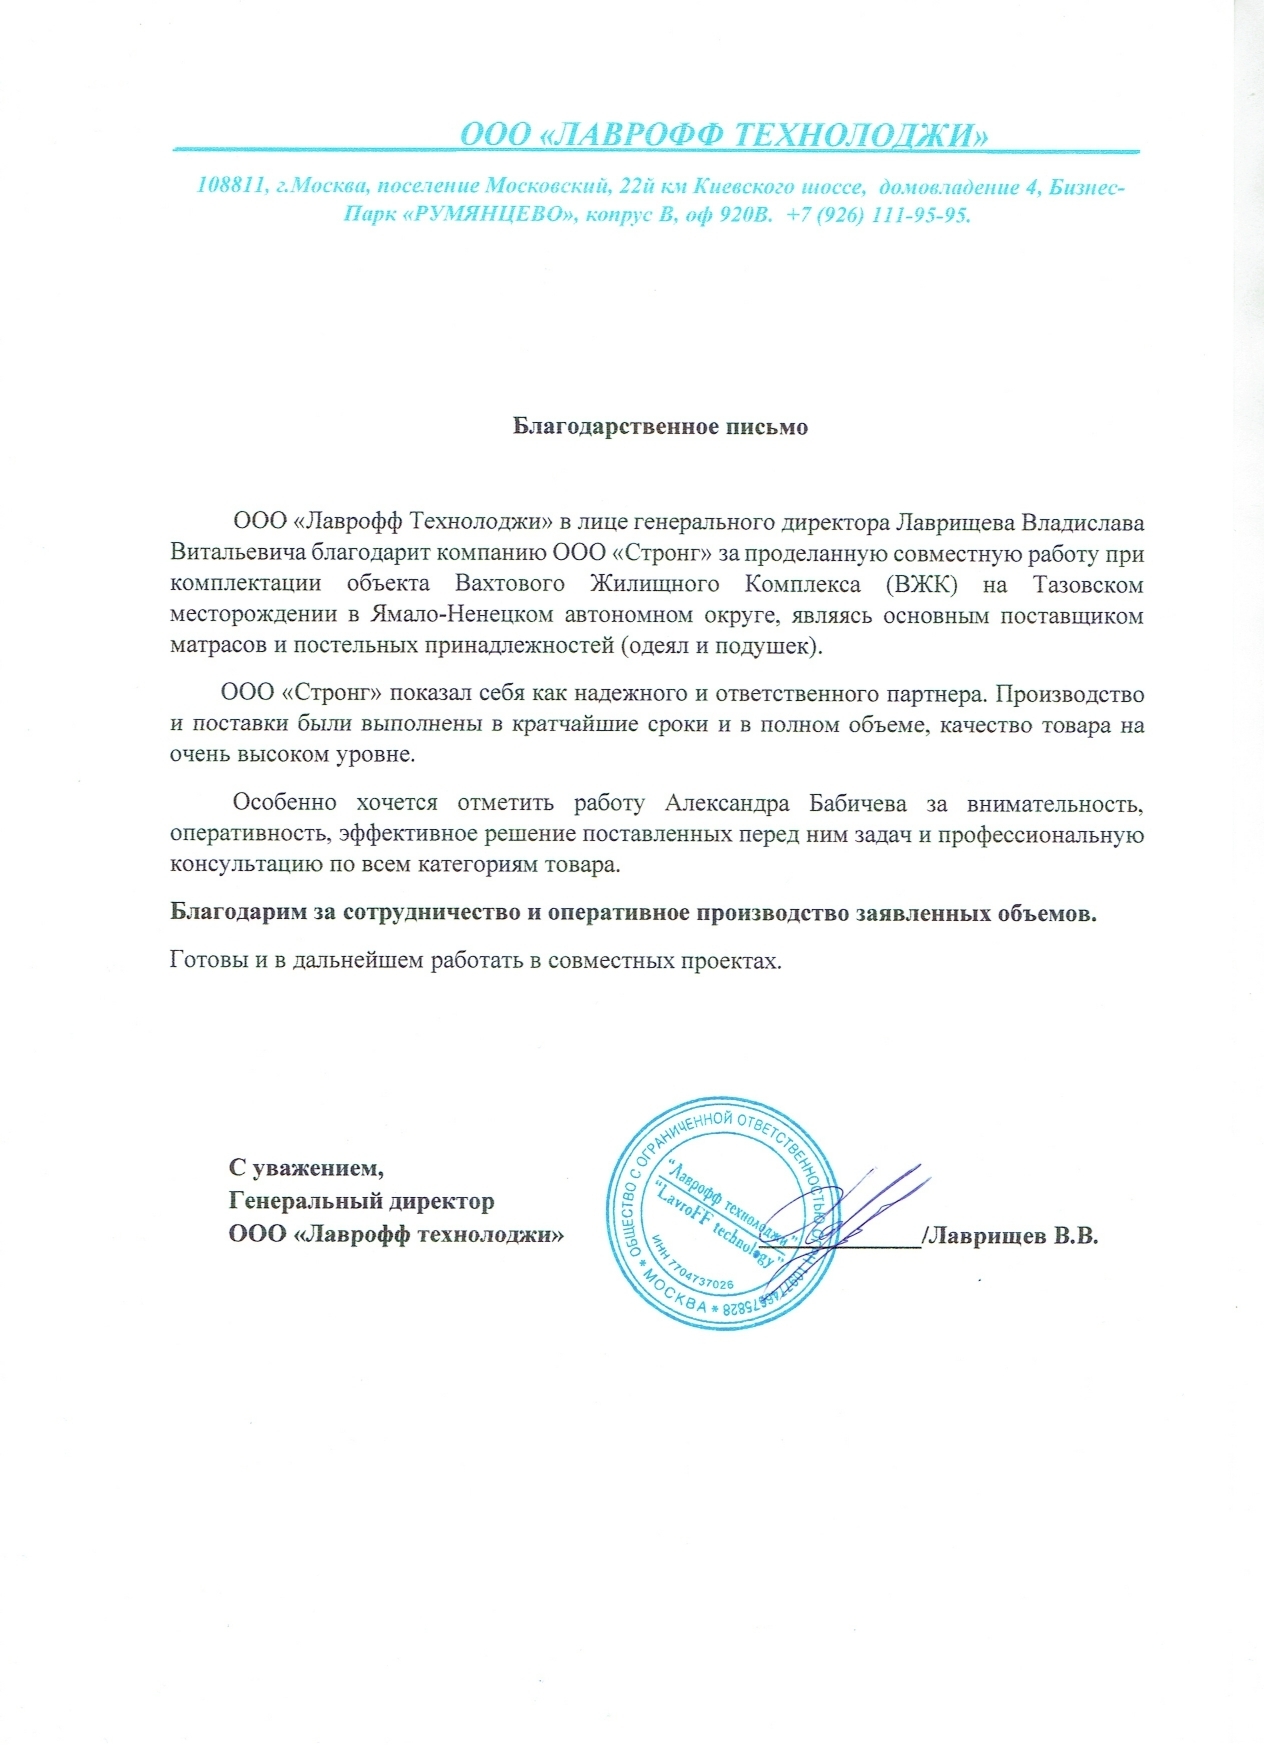 ООО «ЛАВРОФФ ТЕХНОЛОДЖИ»
108811, г.Москва, поселение Московский, 22й км Киевского шоссе, домовладение 4, Бизнес-
Парк «РУМЯНЦЕВО», копрус В, оф 920В. +7 (926) 111-95-95.
Благодарственное письмо
ООО «Лаврофф Технолоджи» в лице генерального директора Лаврищева Владислава
Витальевича благодарит компанию ООО «Стронг» за проделанную совместную работу при
комплектации объекта Вахтового Жилищного Комплекса (ВЖК) на Тазовском
месторождении в Ямало-Ненецком автономном округе, являясь основным поставщиком
матрасов и постельных принадлежностей (одеял и подушек).
ООО «Стронг» показал себя как надежного и ответственного партнера. Производство
и поставки были выполнены в кратчайшие сроки и в полном объеме, качество товара на
очень высоком уровне.
Особенно хочется отметить работу Александра Бабичева за внимательность,
оперативность, эффективное решение поставленных перед ним задач и профессиональную
консультацию по всем категориям товара.
Благодарим за сотрудничество и оперативное производство заявленных объемов.
Готовы и в дальнейшем работать в совместных проектах.
С уважением,
Генеральный директор
ООО «Лаврофф технолоджи»
/Лаврищев В.В.
ОБЩЕСТВО С ОГРАНИЧЕННОЙ ОТВЕТСТВЕННОСТЬЮ
* МОСКВА *
"Лаврофф технолоджи"
"LavroFF technology"
ИНН 7704737026